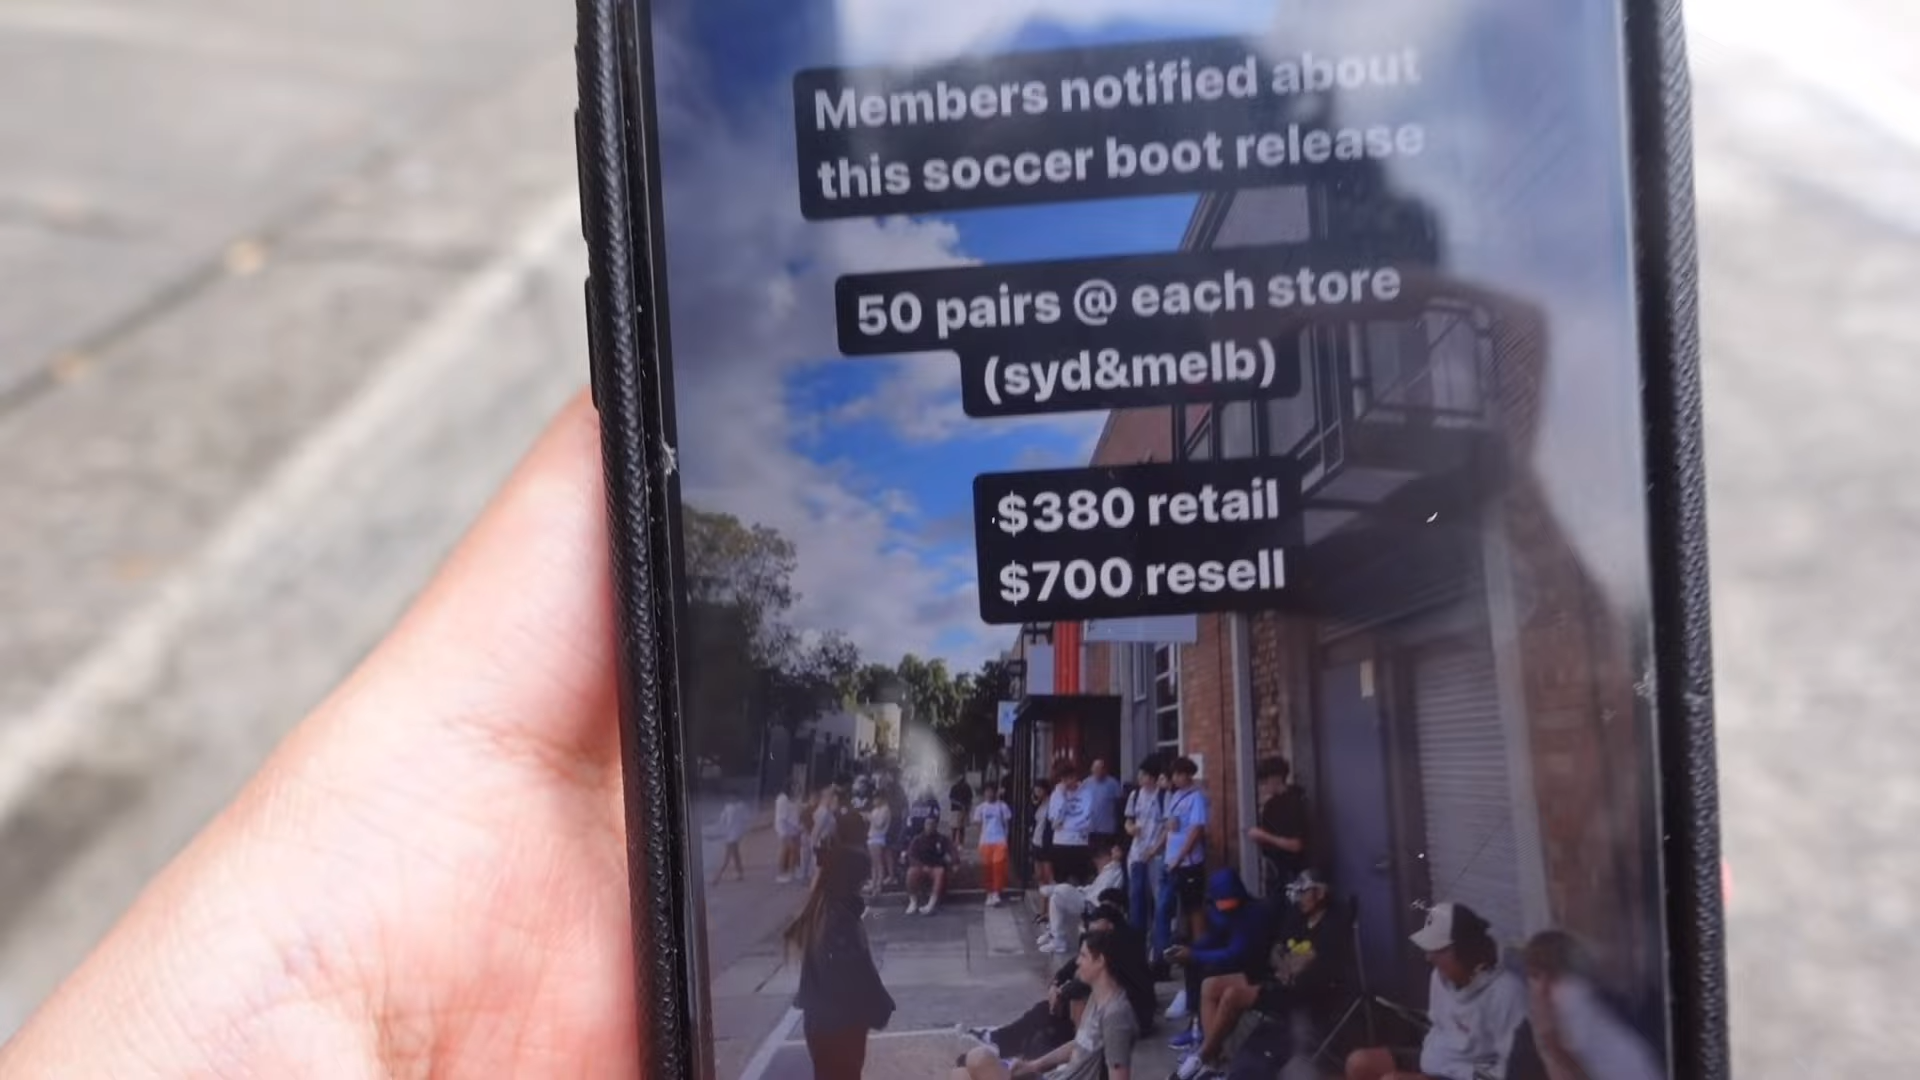 Members notified about
this soccer boot release
50 pairs @ each store
(syd&melb)
$380 retail
$700 resell